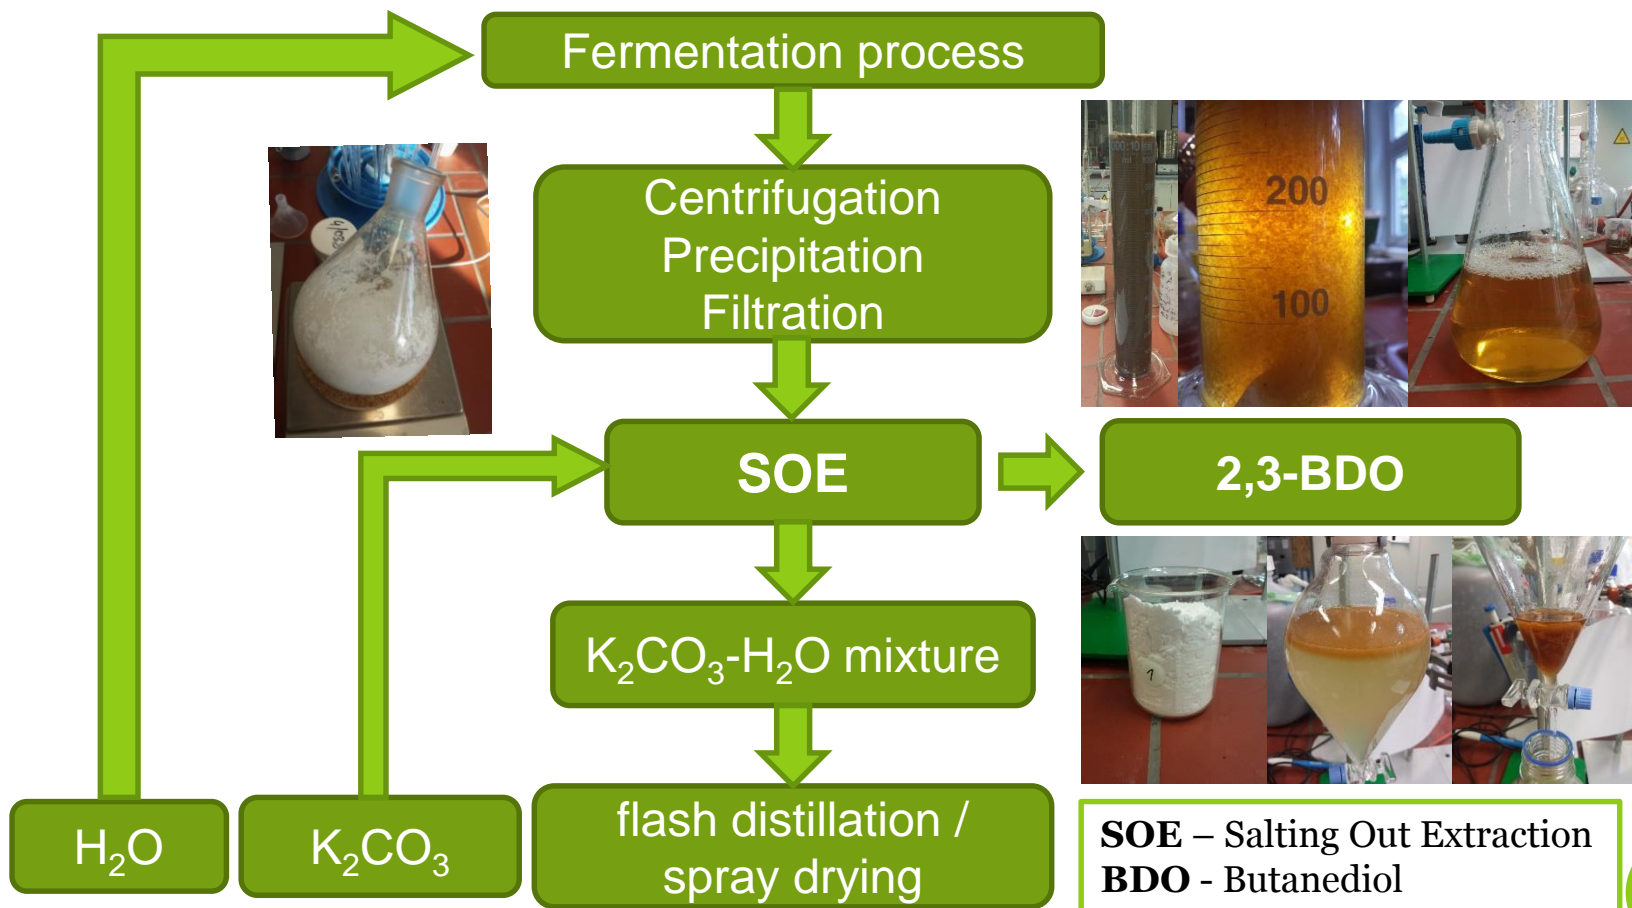 Fermentation process
Centrifugation
Precipitation
Filtration
200
100
SOE
2,3-BDO
K₂CO₃-H₂O mixture
1
H₂O
K₂CO₃
flash distillation /
spray drying
SOE – Salting Out Extraction
BDO - Butanediol